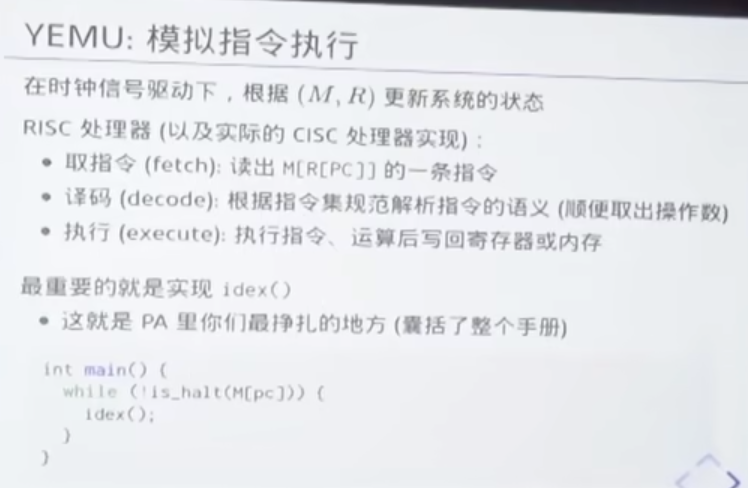 YEMU: 模拟指令执行
在时钟信号驱动下，根据 (M, R) 更新系统的状态
RISC 处理器 (以及实际的 CISC 处理器实现)：
• 取指令 (fetch): 读出 M[R[PC]] 的一条指令
• 译码 (decode): 根据指令集规范解析指令的语义 (顺便取出操作数)
• 执行 (execute): 执行指令、运算后写回寄存器或内存
最重要的就是实现 idex()
• 这就是 PA 里你们最挣扎的地方 (囊括了整个手册)
int main() {
  while (!is_halt(M[pc])) {
    idex();
  }
}